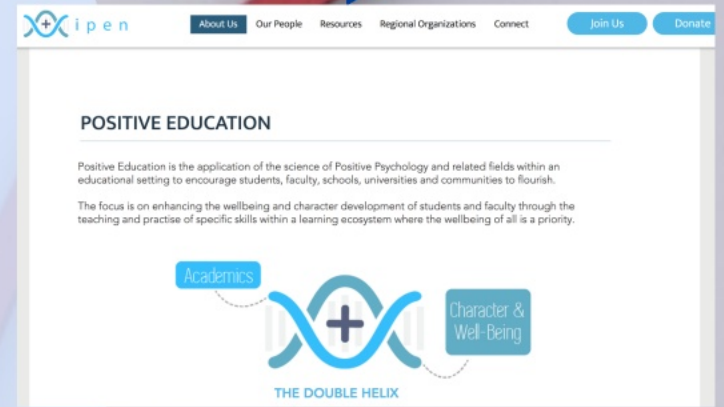 ipen
About Us Our People Resources Regional Organizations Connect Join Us Donate
POSITIVE EDUCATION
Positive Education is the application of the science of Positive Psychology and related fields within an
educational setting to encourage students, faculty, schools, universities and communities to flourish.
The focus is on enhancing the wellbeing and character development of students and faculty through the
teaching and practise of specific skills within a learning ecosystem where the wellbeing of all is a priority.
Academics
+
Character &
Well-Being
THE DOUBLE HELIX